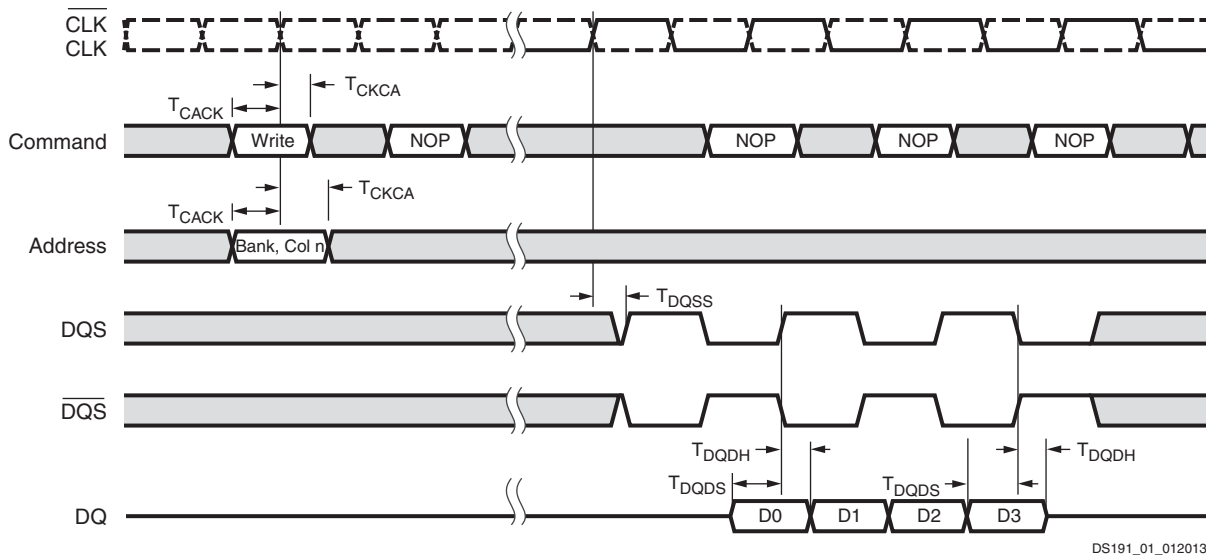 CLK
CLK
T_CKCA
T_CACK
Command Write NOP NOP NOP NOP
T_CKCA
T_CACK
Address Bank, Col n
T_DQSS
DQS
DQS
T_DQDH T_DQDH
T_DQDS T_DQDS
DQ D0 D1 D2 D3
DS191_01_012013